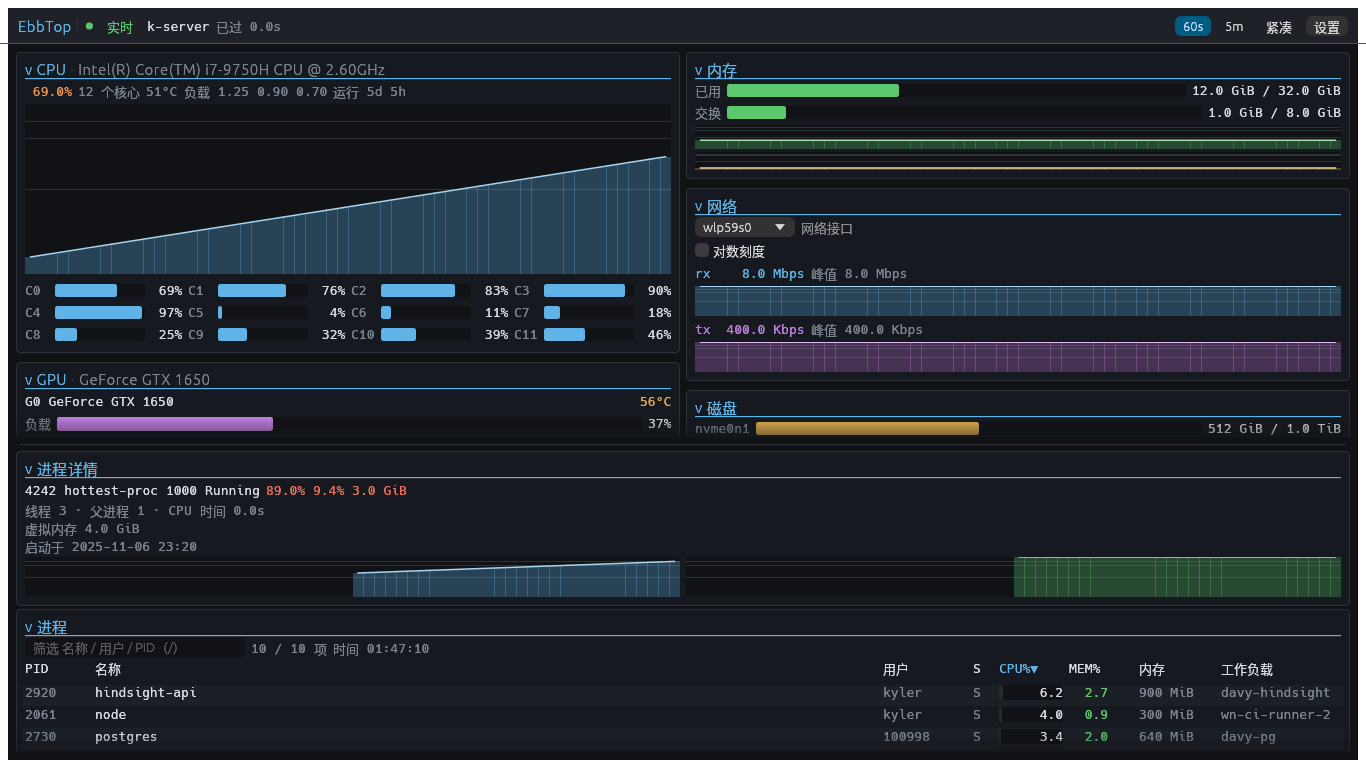 EbbTop 实时 k-server 已过 0.0s 60s 5m 紧凑 设置
v CPU · Intel(R) Core(TM) i7-9750H CPU @ 2.60GHz
69.0% 12 个核心 51°C 负载 1.25 0.90 0.70 运行 5d 5h
C0 69% C1 76% C2 83% C3 90%
C4 97% C5 4% C6 11% C7 18%
C8 25% C9 32% C10 39% C11 46%
v GPU · GeForce GTX 1650
G0 GeForce GTX 1650 56°C
负载 37%
v 内存
已用 12.0 GiB / 32.0 GiB
交换 1.0 GiB / 8.0 GiB
v 网络
wlp59s0 网络接口
对数刻度
rx 8.0 Mbps 峰值 8.0 Mbps
tx 400.0 Kbps 峰值 400.0 Kbps
v 磁盘
nvme0n1 512 GiB / 1.0 TiB
v 进程详情
4242 hottest-proc 1000 Running 89.0% 9.4% 3.0 GiB
线程 3 · 父进程 1 · CPU 时间 0.0s
虚拟内存 4.0 GiB
启动于 2025-11-06 23:20
v 进程
筛选 名称 / 用户 / PID (/) 10 / 10 项 时间 01:47:10
PID 名称 用户 S CPU%▼ MEM% 内存 工作负载
2920 hindsight-api kyler S 6.2 2.7 900 MiB davy-hindsight
2061 node kyler S 4.0 0.9 300 MiB wn-ci-runner-2
2730 postgres 100998 S 3.4 2.0 640 MiB davy-pg